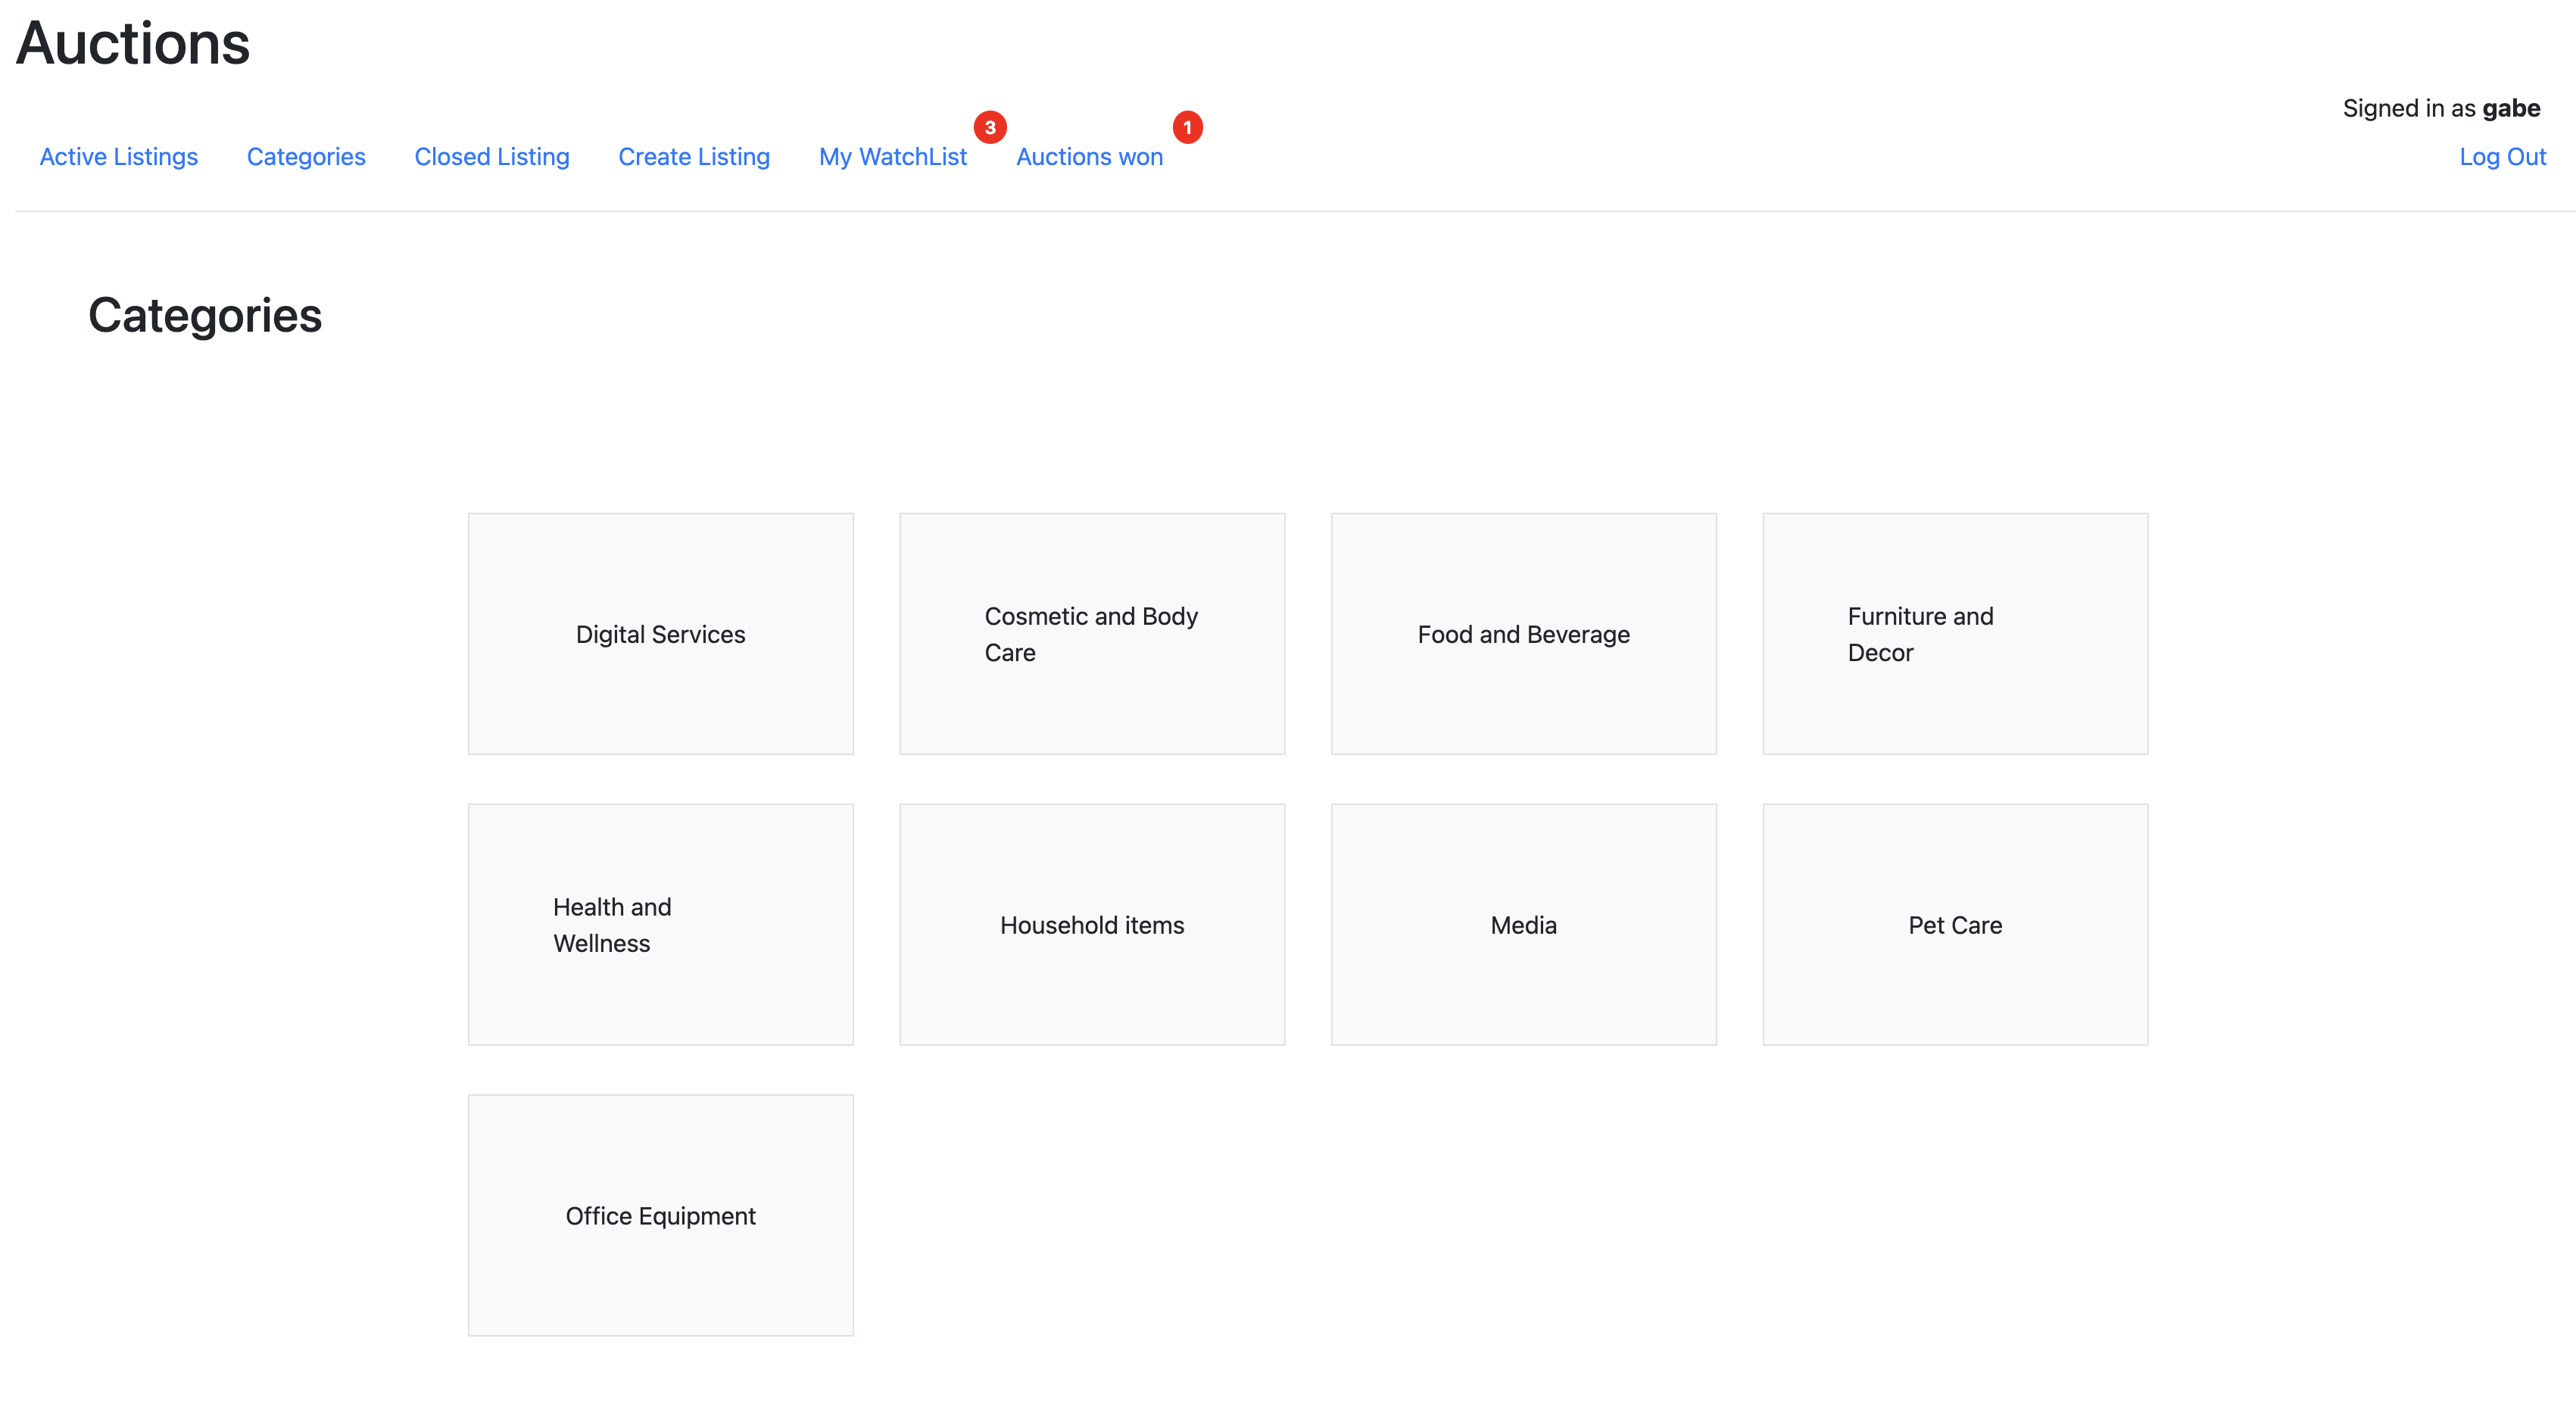 Auctions
Signed in as gabe
3
1
Active Listings
Categories
Closed Listing
Create Listing
My WatchList
Auctions won
Log Out
Categories
Digital Services
Cosmetic and Body
Care
Food and Beverage
Furniture and
Decor
Health and
Wellness
Household items
Media
Pet Care
Office Equipment